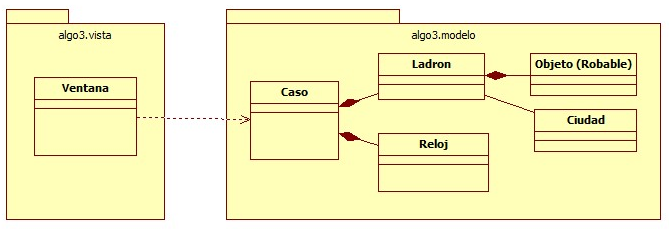 algo3.vista
algo3.modelo
Ventana
Caso
Ladron
Objeto (Robable)
Ciudad
Reloj